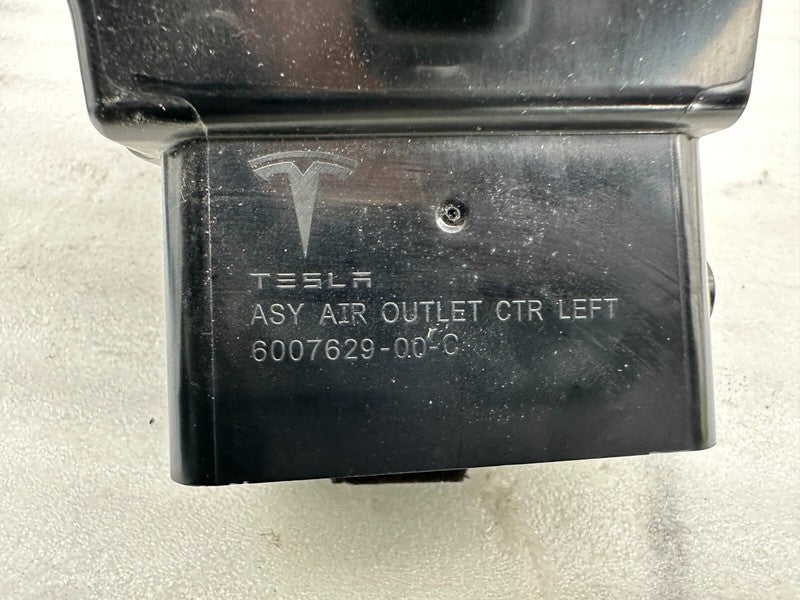 TESLA
ASY AIR OUTLET CTR LEFT
6007629-00-C